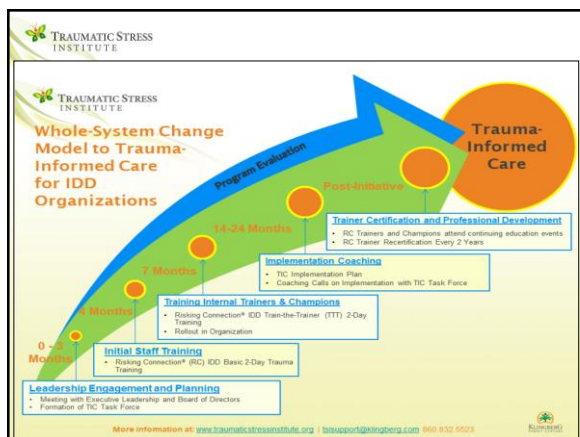 TRAUMATIC STRESS
INSTITUTE
TRAUMATIC STRESS
INSTITUTE
Whole-System Change
Model to Trauma-
Informed Care
for IDD
Organizations
Program Evaluation
Trauma-
Informed
Care
Post-Initiative
Trainer Certification and Professional Development
• RC Trainers and Champions attend continuing education events
• RC Trainer Recertification Every 2 Years
14-24 Months
Implementation Coaching
• TIC Implementation Plan
• Coaching Calls on Implementation with TIC Task Force
7 Months
Training Internal Trainers & Champions
• Risking Connection® IDD Train-the-Trainer (TTT) 2-Day
Training
• Rollout in Organization
4 Months
Initial Staff Training
• Risking Connection® (RC) IDD Basic 2-Day Trauma
Training
0 - 3
Months
Leadership Engagement and Planning
• Meeting with Executive Leadership and Board of Directors
• Formation of TIC Task Force
More information at: www.traumaticstressinstitute.org | tsisupport@klingberg.com 860.832.5523
KLINGBERG